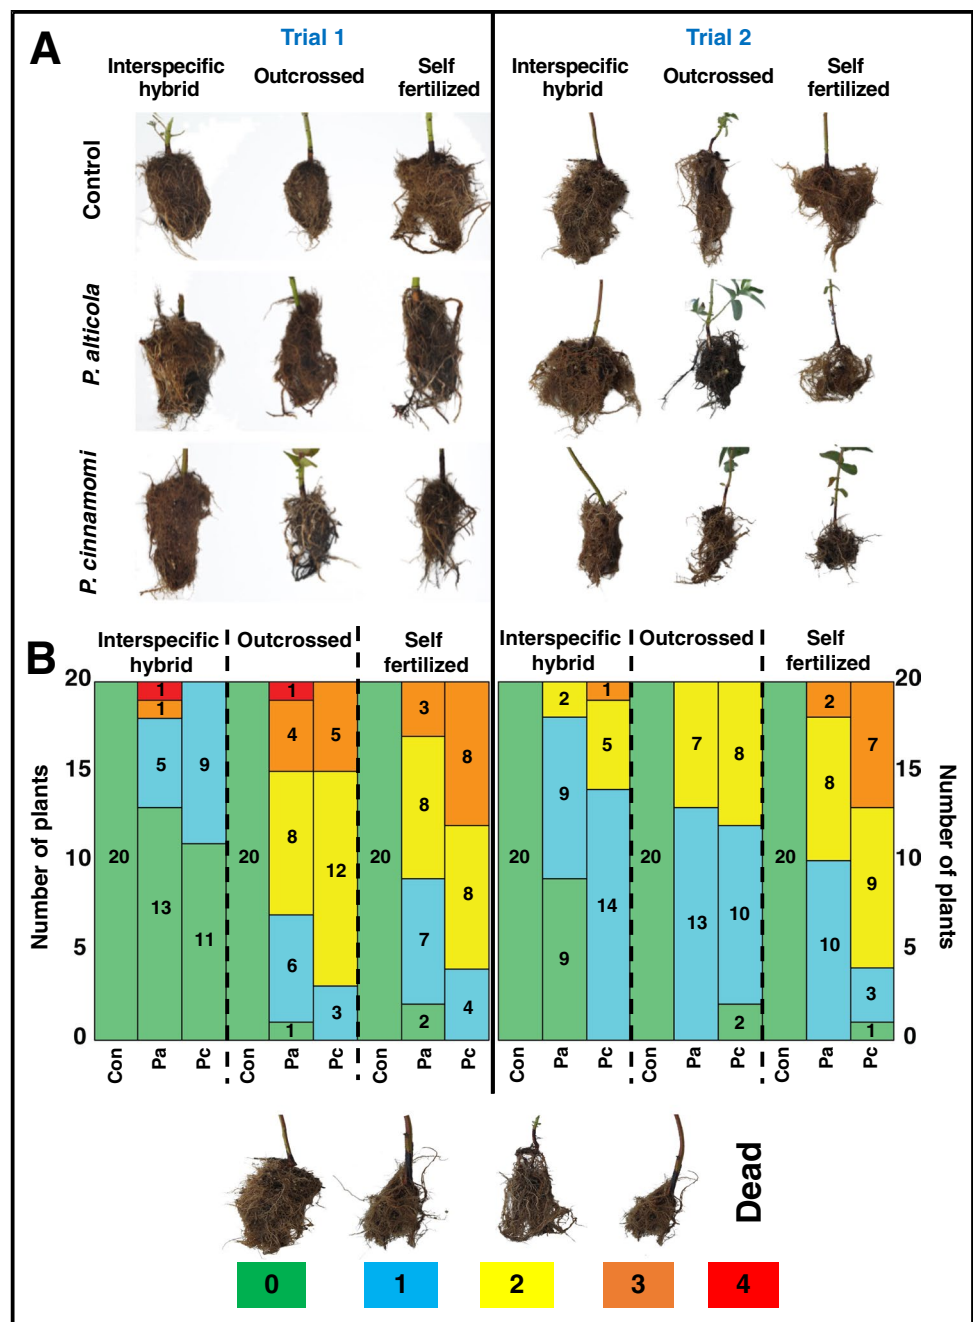 A
Trial 1
Trial 2
Interspecific hybrid
Outcrossed
Self fertilized
Interspecific hybrid
Outcrossed
Self fertilized
Control
P. alticola
P. cinnamomi
B
Interspecific hybrid
Outcrossed
Self fertilized
Interspecific hybrid
Outcrossed
Self fertilized
Number of plants
20
15
10
5
0
20
1
1
5
13
9
11
20
1
4
8
6
1
5
12
3
20
3
8
7
2
8
8
4
20
2
9
9
1
5
14
20
7
13
8
10
2
20
2
8
10
7
9
3
1
20
15
10
5
0
Number of plants
Con
Pa
Pc
Con
Pa
Pc
Con
Pa
Pc
Con
Pa
Pc
Con
Pa
Pc
Con
Pa
Pc
Dead
0
1
2
3
4